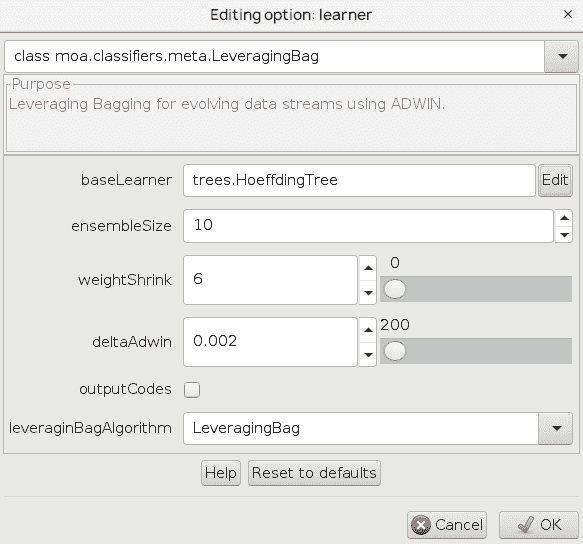 Editing option: learner
×
class moa.classifiers.meta.LeveragingBag
Purpose
Leveraging Bagging for evolving data streams using ADWIN.
baseLearner trees.HoeffdingTree Edit
ensembleSize 10
weightShrink 6 0
deltaAdwin 0.002 200
outputCodes
leveraginBagAlgorithm LeveragingBag
Help Reset to defaults
Cancel OK